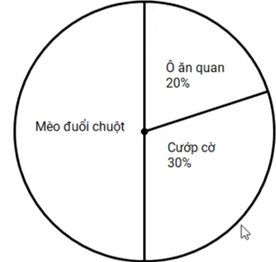 Ô ăn quan
20%
Mèo đuổi chuột
Cướp cờ
30%